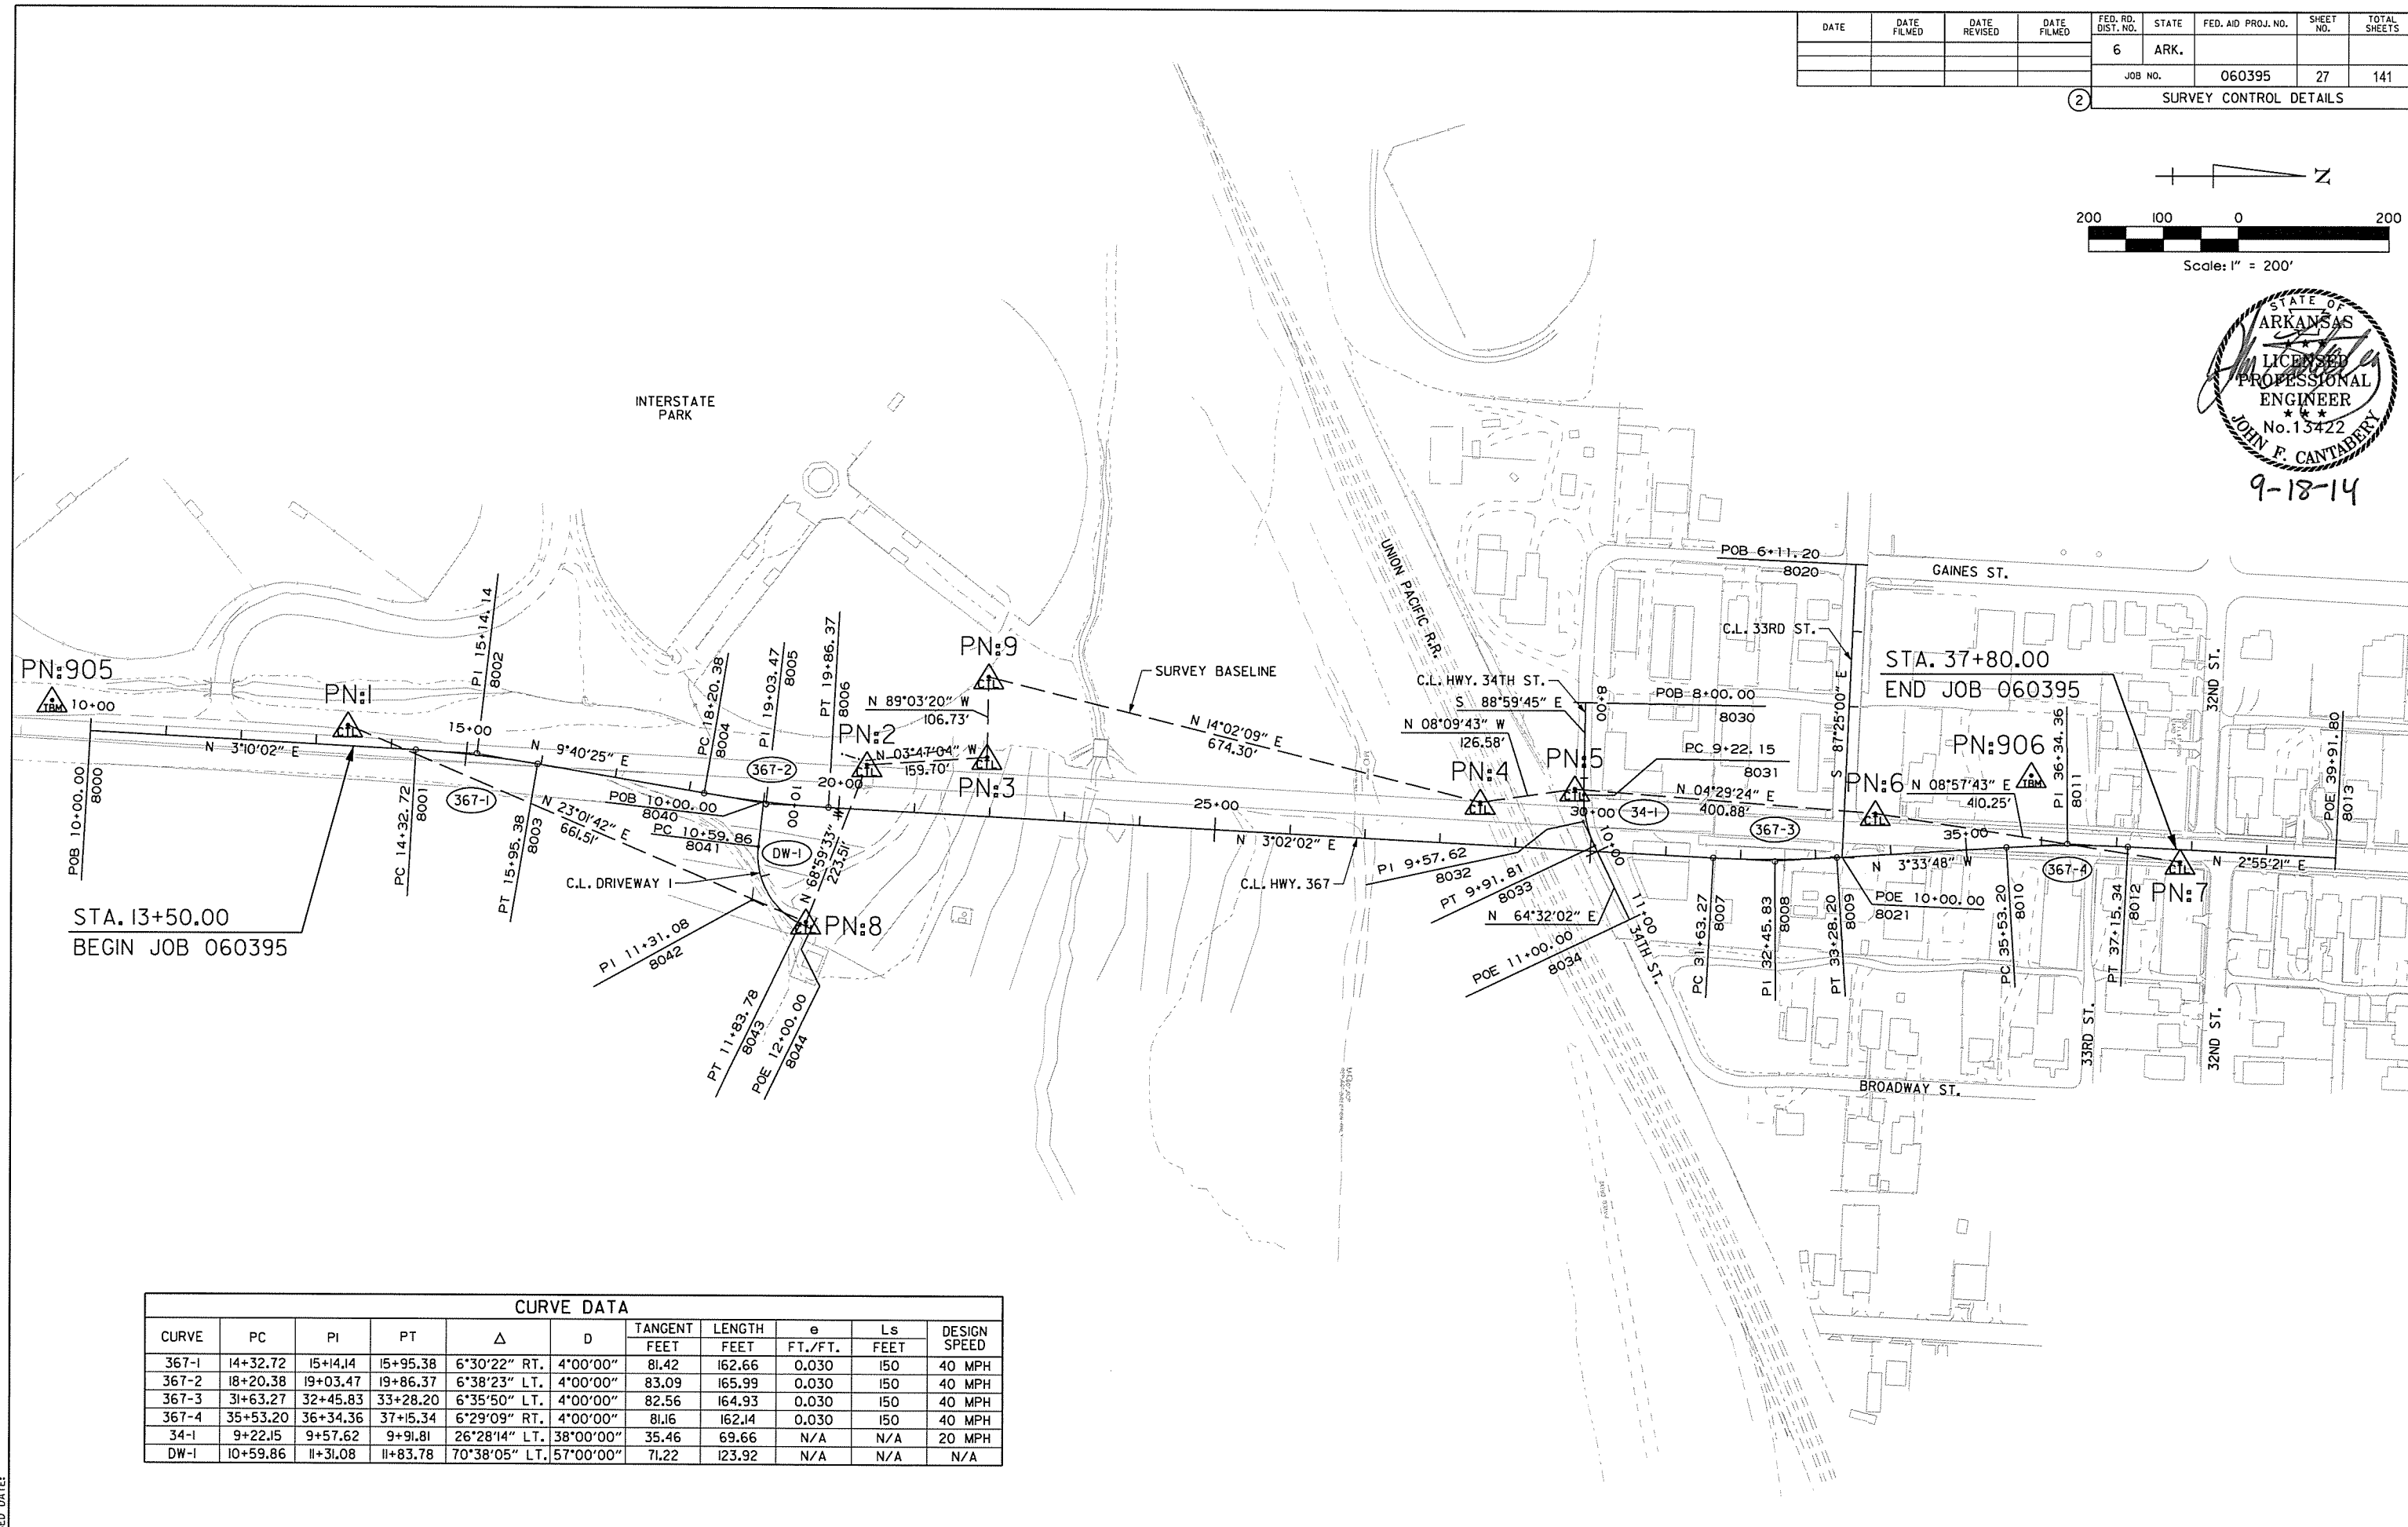 DATE
DATE FILMED
DATE REVISED
DATE FILMED
FED. RD. DIST. NO.
STATE
FED. AID PROJ. NO.
SHEET NO.
TOTAL SHEETS
6
ARK.
JOB NO.
060395
27
141
2
SURVEY CONTROL DETAILS
N
200 100 0 200
Scale: 1" = 200'
STATE OF
ARKANSAS
LICENSED
PROFESSIONAL
ENGINEER
No. 13422
JOHN F. CANTABERY
9-18-14
INTERSTATE
PARK
UNION PACIFIC R.R.
POB 6+11.20
8020
GAINES ST.
C.L. 33RD ST.
S 87°25'00" E
STA. 37+80.00
END JOB 060395
32ND ST.
PN:905
TBM
10+00
PN:1
CTL
POB 10+00.00
8000
N 3°10'02" E
15+00
PI 15+14.14
8002
PC 14+32.72
8001
367-1
PT 15+95.38
8003
N 9°40'25" E
N 23°01'42" E
661.51'
PC 18+20.38
8004
PI 19+03.47
8005
PT 19+86.37
8006
367-2
20+00
POB 10+00.00
8040
PC 10+59.86
8041
10+00
DW-1
C.L. DRIVEWAY 1
N 68°59'33" W
223.51'
PN:2
CTL
N 03°47'04" W
159.70'
PN:9
CTL
N 89°03'20" W
106.73'
CTL
PN:3
SURVEY BASELINE
N 14°02'09" E
674.30'
STA. 13+50.00
BEGIN JOB 060395
PI 11+31.08
8042
CTL
PN:8
PT 11+83.78
8043
POE 12+00.00
8044
25+00
N 3°02'02" E
C.L. HWY. 367
C.L. HWY. 34TH ST.
S 88°59'45" E
N 08°09'43" W
126.58'
8+00
POB 8+00.00
8030
PC 9+22.15
8031
PN:4
CTL
PN:5
CTL
N 04°29'24" E
400.88'
30+00
34-1
367-3
10+00
PI 9+57.62
8032
PT 9+91.81
8033
N 64°32'02" E
POE 11+00.00
8034
11+00
34TH ST.
PC 31+63.27
8007
PI 32+45.83
8008
PT 33+28.20
8009
PN:6
CTL
PN:906
TBM
N 08°57'43" E
410.25'
35+00
N 3°33'48" W
POE 10+00.00
8021
PC 35+53.20
8010
PI 36+34.36
8011
367-4
PT 37+15.34
8012
CTL
PN:7
N 2°55'21" E
POE 39+91.80
8013
33RD ST.
32ND ST.
BROADWAY ST.
CURVE DATA
CURVE PC PI PT Δ D TANGENT FEET LENGTH FEET e FT./FT. Ls FEET DESIGN SPEED
367-1 14+32.72 15+14.14 15+95.38 6°30'22" RT. 4°00'00" 81.42 162.66 0.030 150 40 MPH
367-2 18+20.38 19+03.47 19+86.37 6°38'23" LT. 4°00'00" 83.09 165.99 0.030 150 40 MPH
367-3 31+63.27 32+45.83 33+28.20 6°35'50" LT. 4°00'00" 82.56 164.93 0.030 150 40 MPH
367-4 35+53.20 36+34.36 37+15.34 6°29'09" RT. 4°00'00" 81.16 162.14 0.030 150 40 MPH
34-1 9+22.15 9+57.62 9+91.81 26°28'14" LT. 38°00'00" 35.46 69.66 N/A N/A 20 MPH
DW-1 10+59.86 11+31.08 11+83.78 70°38'05" LT. 57°00'00" 71.22 123.92 N/A N/A N/A
DATE: